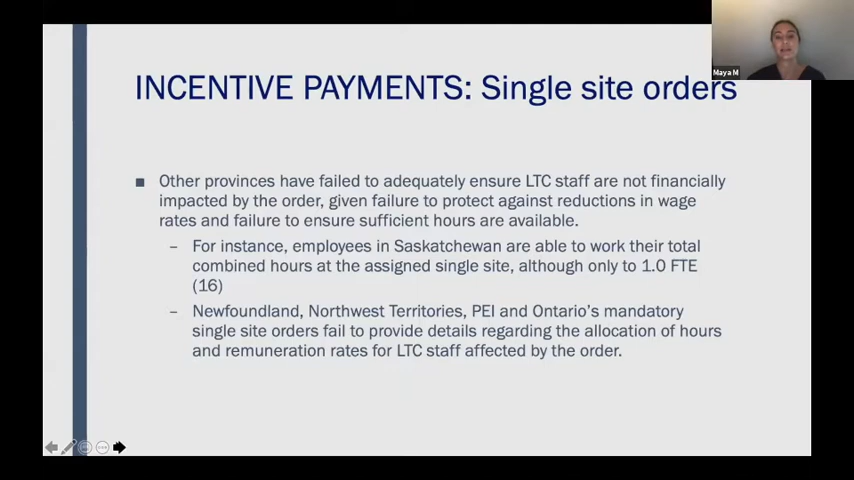 Maya M
INCENTIVE PAYMENTS: Single site orders
■ Other provinces have failed to adequately ensure LTC staff are not financially
impacted by the order, given failure to protect against reductions in wage
rates and failure to ensure sufficient hours are available.
– For instance, employees in Saskatchewan are able to work their total
combined hours at the assigned single site, although only to 1.0 FTE
(16)
– Newfoundland, Northwest Territories, PEI and Ontario's mandatory
single site orders fail to provide details regarding the allocation of hours
and remuneration rates for LTC staff affected by the order.